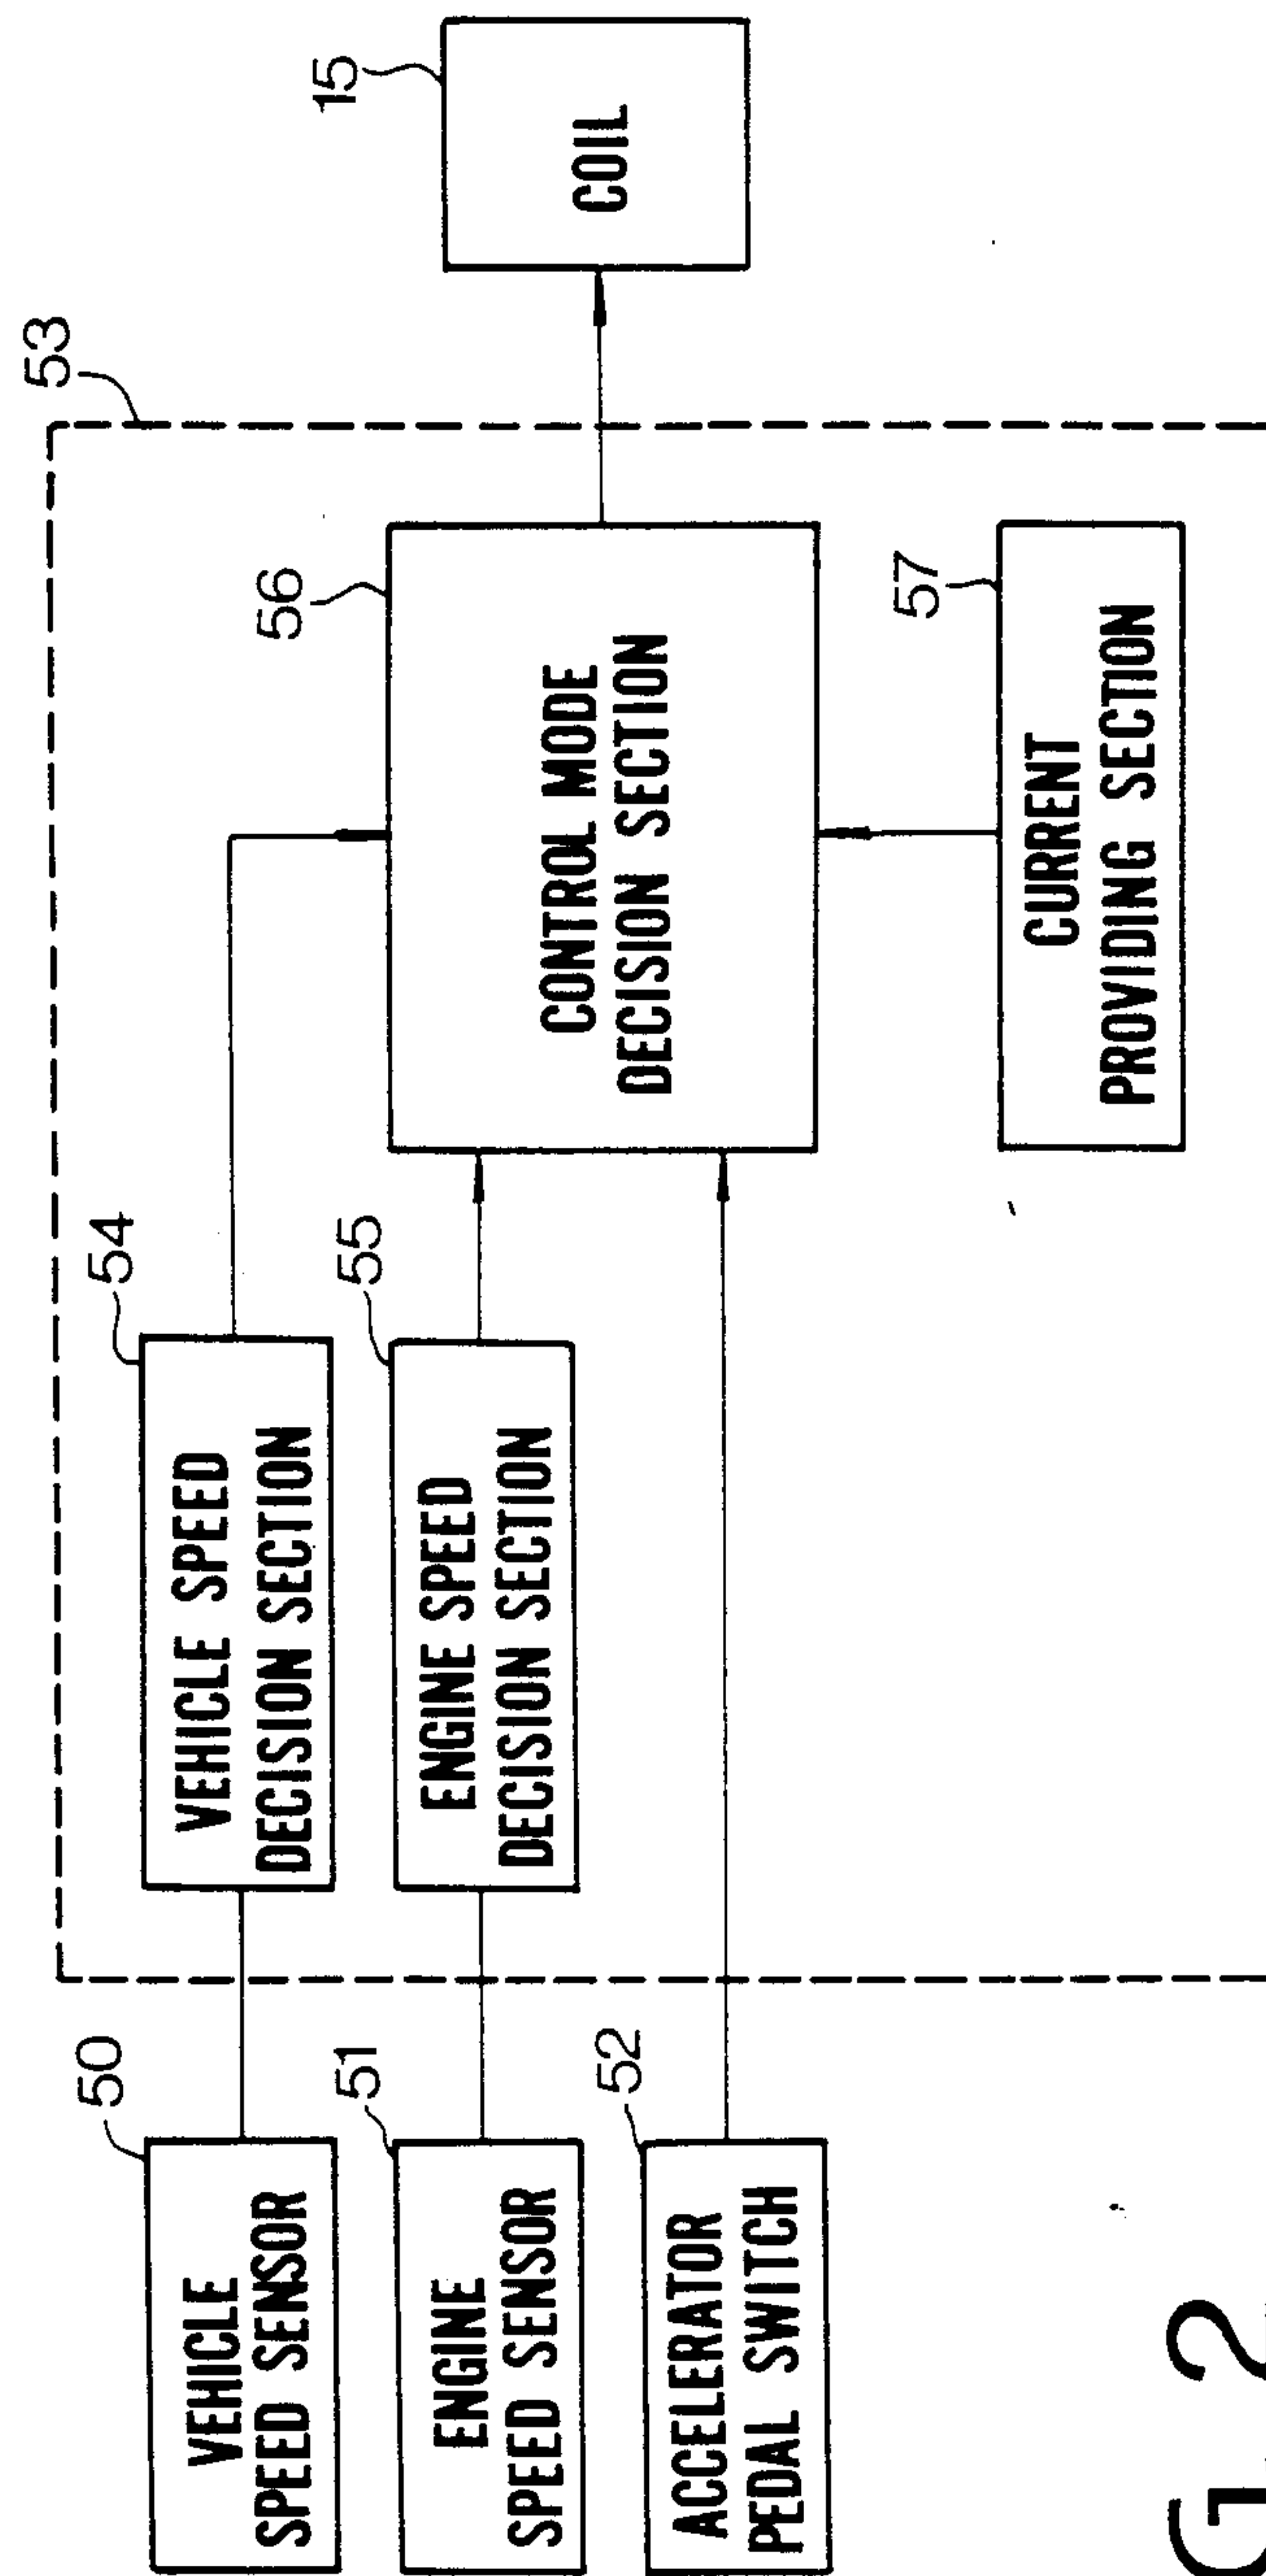 50
VEHICLE
SPEED SENSOR
51
ENGINE
SPEED SENSOR
52
ACCELERATOR
PEDAL SWITCH
53
54
VEHICLE SPEED
DECISION SECTION
55
ENGINE SPEED
DECISION SECTION
56
CONTROL MODE
DECISION SECTION
57
CURRENT
PROVIDING SECTION
15
COIL
G. 2